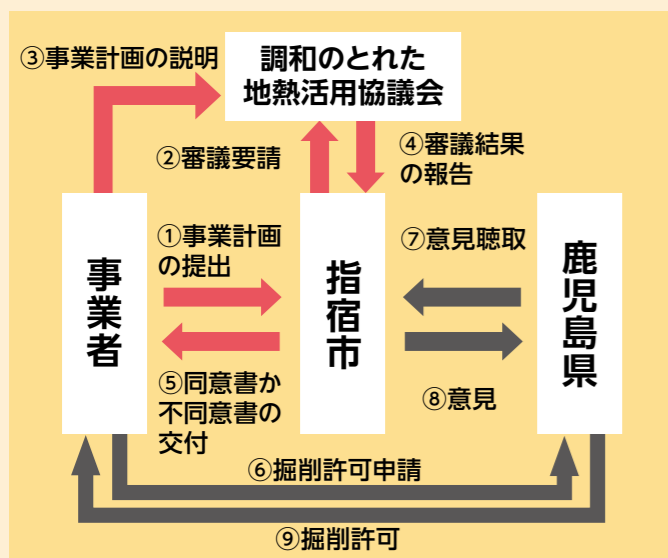 ③事業計画の説明
調和のとれた
地熱活用協議会
②審議要請
④審議結果
の報告
事業者
①事業計画
の提出
指宿市
⑦意見聴取
鹿児島県
⑤同意書か
不同意書の
交付
⑧意見
⑥掘削許可申請
⑨掘削許可